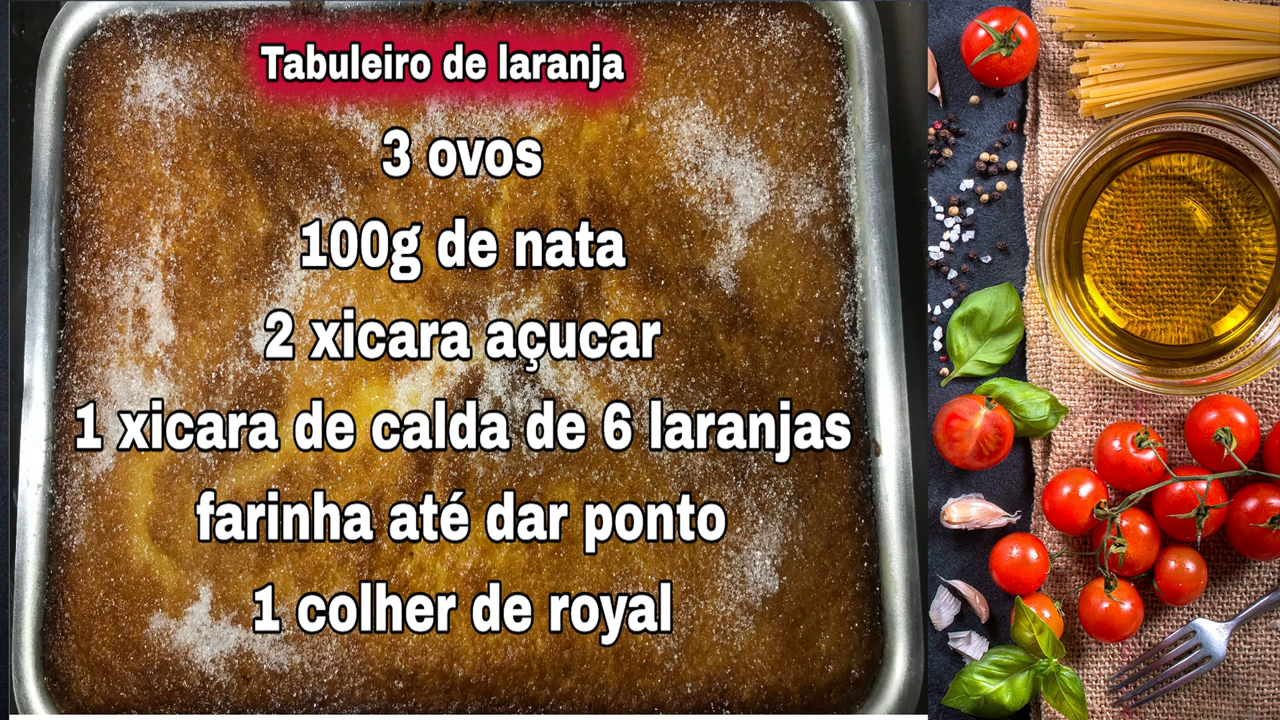 Tabuleiro de laranja
3 ovos
100g de nata
2 xicara açucar
1 xicara de calda de 6 laranjas
farinha até dar ponto
1 colher de royal